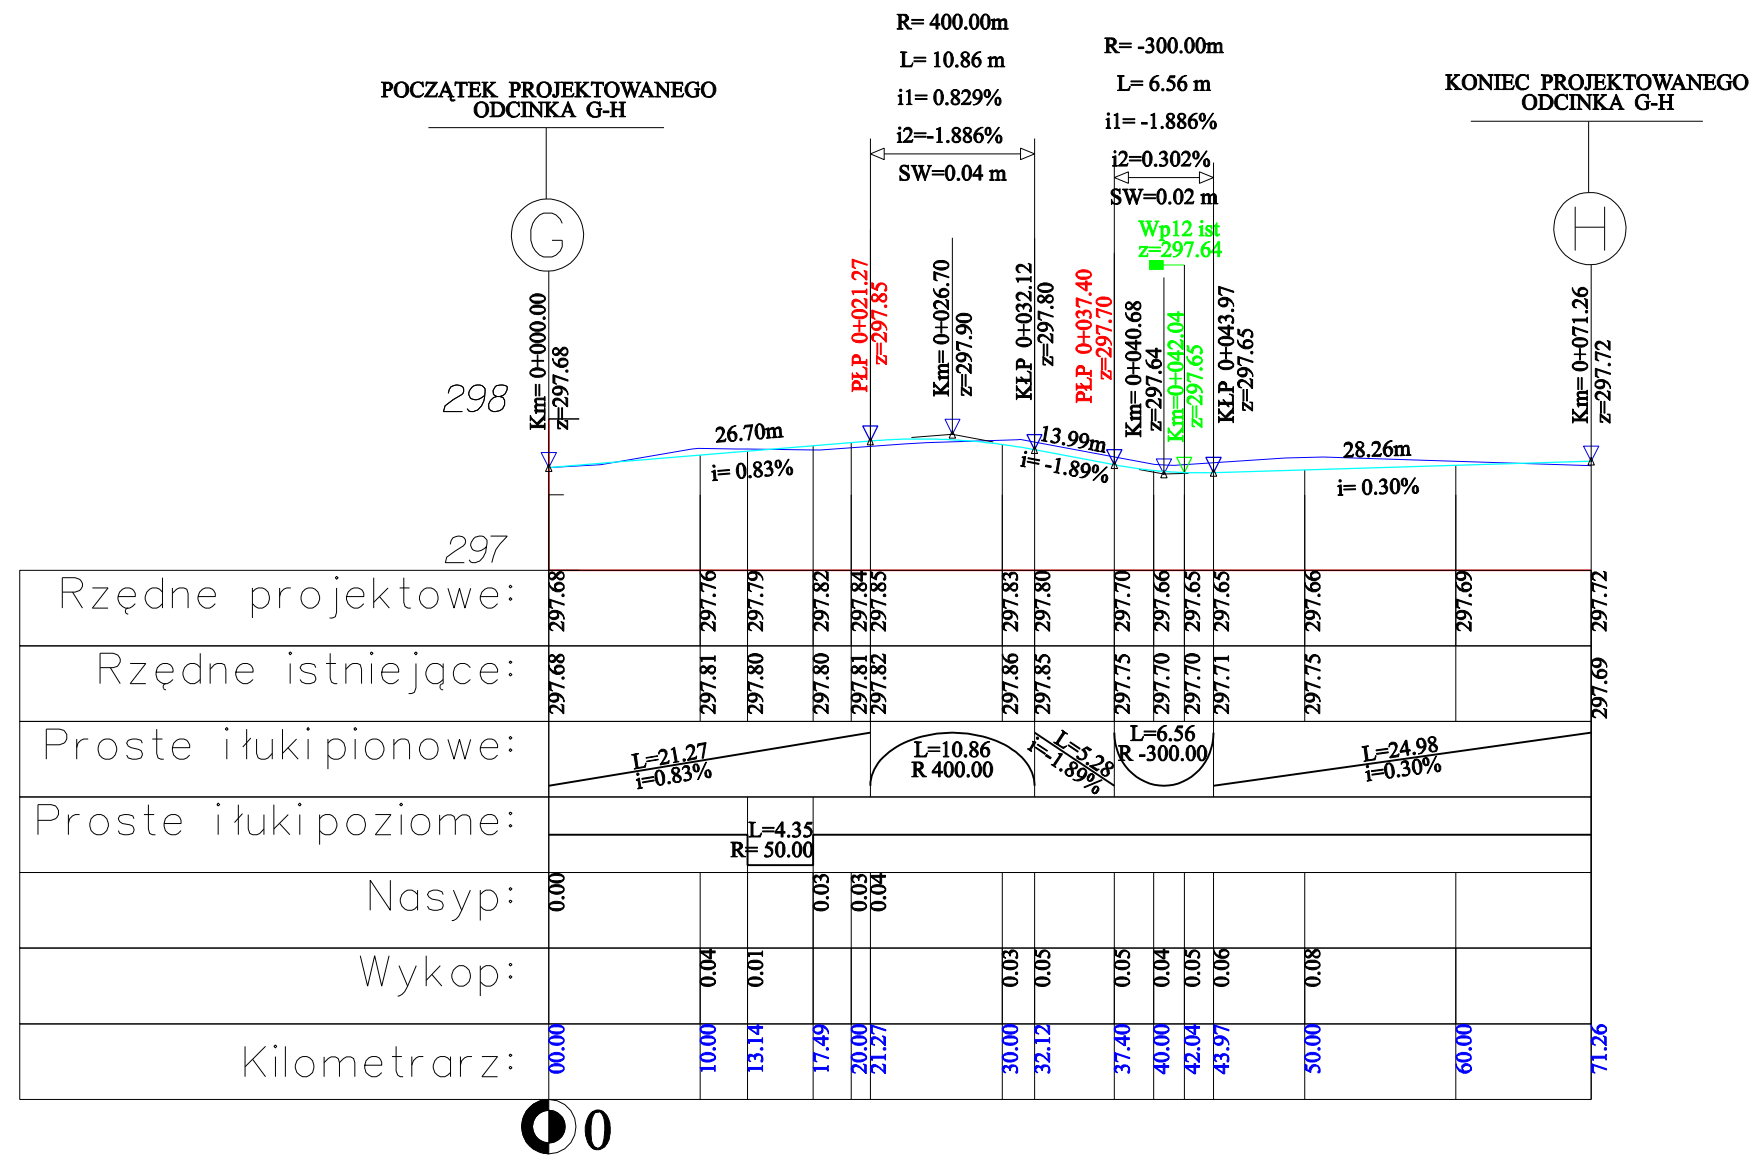 R= 400.00m
L= 10.86 m
i1= 0.829%
i2=-1.886%
SW=0.04 m
R= -300.00m
L= 6.56 m
i1= -1.886%
i2=0.302%
SW=0.02 m
POCZĄTEK PROJEKTOWANEGO
ODCINKA G-H
KONIEC PROJEKTOWANEGO
ODCINKA G-H
G
H
Wp12 ist
z=297.64
Km= 0+000.00
z=297.68
PŁP 0+021.27
z=297.85
Km= 0+026.70
z=297.90
KŁP 0+032.12
z=297.80
PŁP 0+037.40
z=297.70
Km= 0+040.68
z=297.64
Km=0+042.04
z=297.65
KŁP 0+043.97
z=297.65
Km= 0+071.26
z=297.72
298
297
26.70m
i= 0.83%
13.99m
i= -1.89%
28.26m
i= 0.30%
Rzędne projektowe:
297.68 297.76 297.79 297.82 297.84 297.85 297.83 297.80 297.70 297.66 297.65 297.65 297.66 297.69 297.72
Rzędne istniejące:
297.68 297.81 297.80 297.80 297.81 297.82 297.86 297.85 297.75 297.70 297.70 297.71 297.75 297.69
Proste i łuki pionowe:
L=21.27
i=0.83%
L=10.86
R 400.00
L=5.28
i=-1.89%
L=6.56
R -300.00
L=24.98
i=0.30%
Proste i łuki poziome:
L=4.35
R= 50.00
Nasyp:
0.00 0.03 0.03 0.04
Wykop:
0.04 0.01 0.03 0.05 0.05 0.04 0.05 0.06 0.08
Kilometrarz:
00.00 10.00 13.14 17.49 20.00 21.27 30.00 32.12 37.40 40.00 42.04 43.97 50.00 60.00 71.26
0